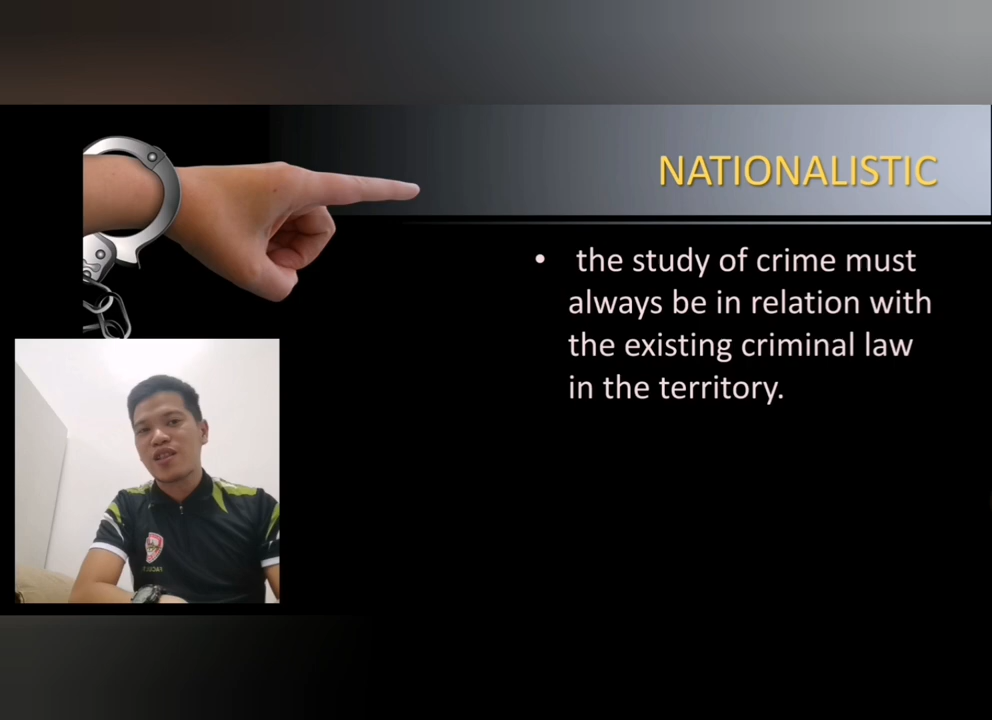 NATIONALISTIC
• the study of crime must
always be in relation with
the existing criminal law
in the territory.